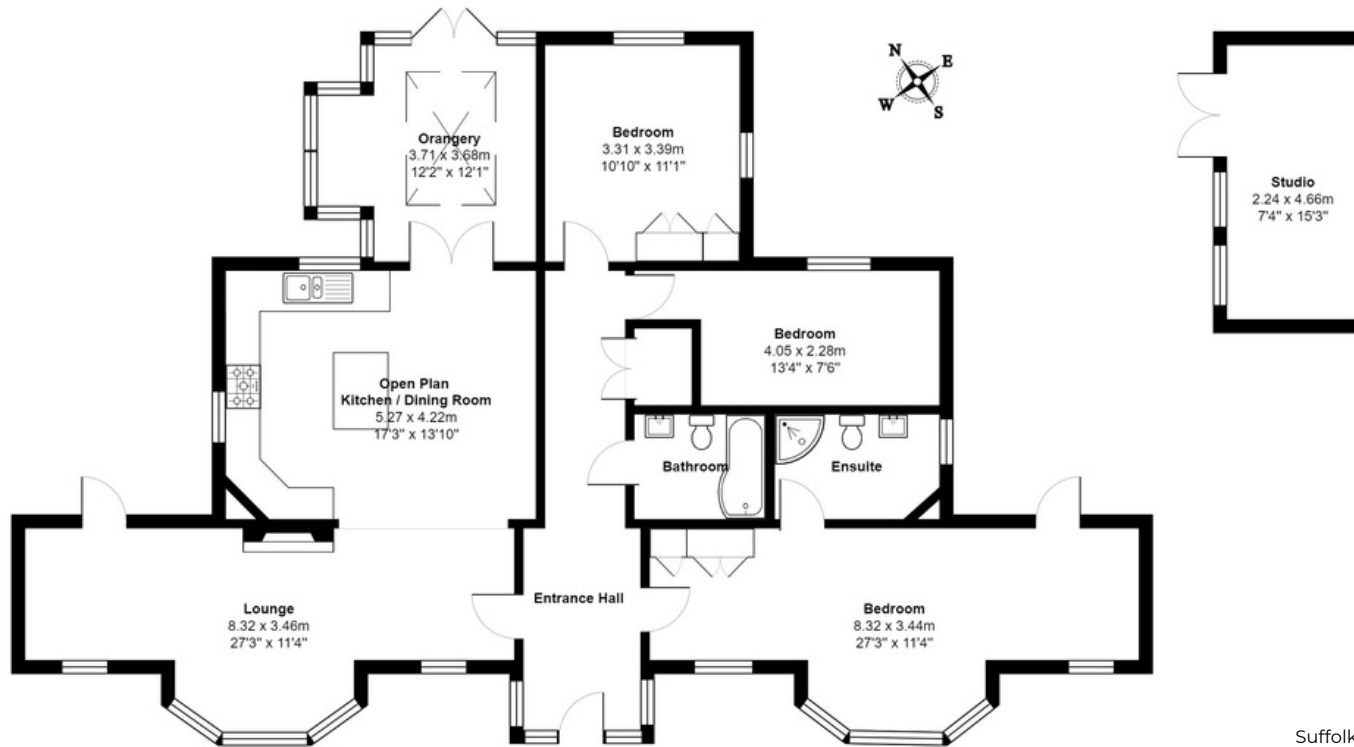 Orangery
3.71 x 3.68m
12'2" x 12'1"
Bedroom
3.31 x 3.39m
10'10" x 11'1"
N
E
W
S
Studio
2.24 x 4.66m
7'4" x 15'3"
Open Plan
Kitchen / Dining Room
5.27 x 4.22m
17'3" x 13'10"
Bedroom
4.05 x 2.28m
13'4" x 7'6"
Bathroom
Ensuite
Lounge
8.32 x 3.46m
27'3" x 11'4"
Entrance Hall
Bedroom
8.32 x 3.44m
27'3" x 11'4"
Suffolk